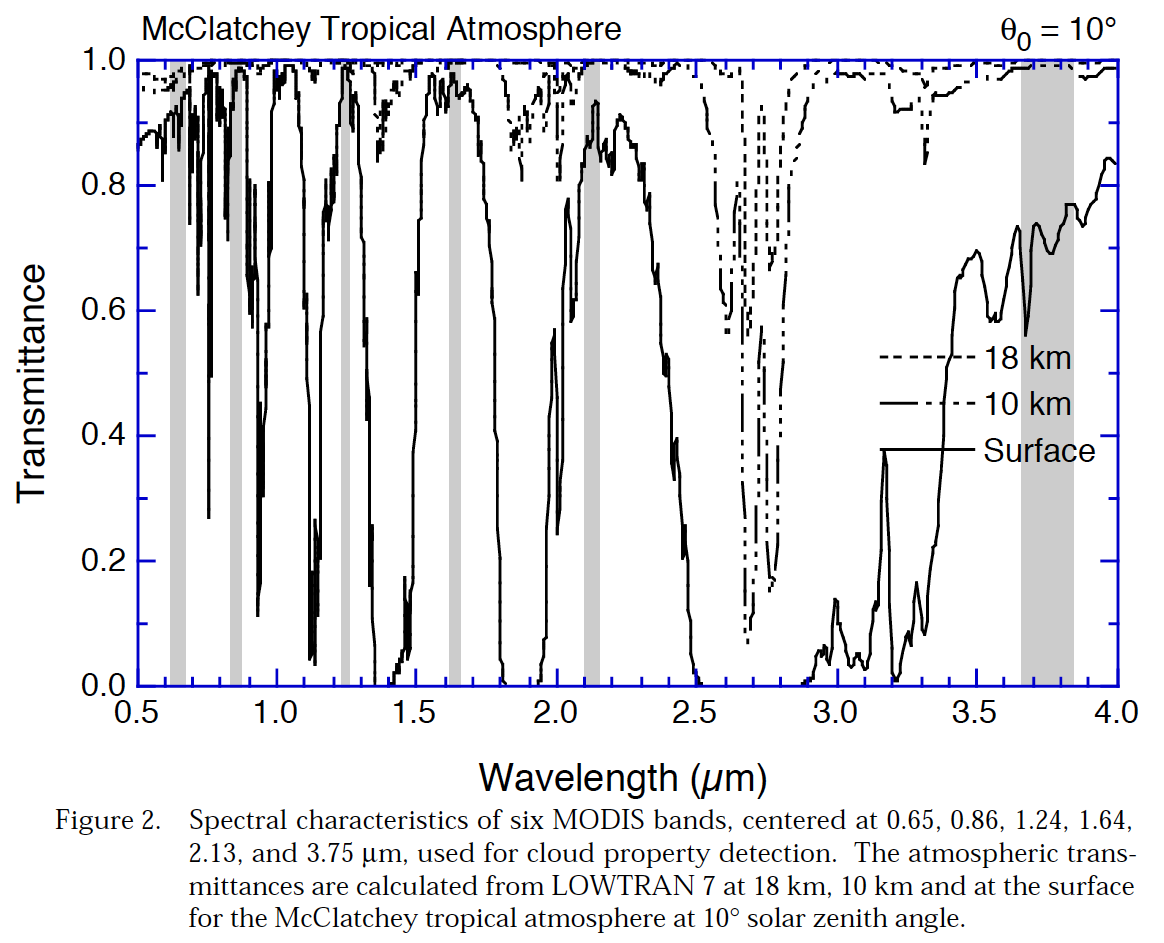 McClatchey Tropical Atmosphere
θ0 = 10°
1.0
0.8
0.6
0.4
0.2
0.0
Transmittance
18 km
10 km
Surface
0.5 1.0 1.5 2.0 2.5 3.0 3.5 4.0
Wavelength (µm)
Figure 2. Spectral characteristics of six MODIS bands, centered at 0.65, 0.86, 1.24, 1.64,
2.13, and 3.75 µm, used for cloud property detection. The atmospheric trans-
mittances are calculated from LOWTRAN 7 at 18 km, 10 km and at the surface
for the McClatchey tropical atmosphere at 10° solar zenith angle.